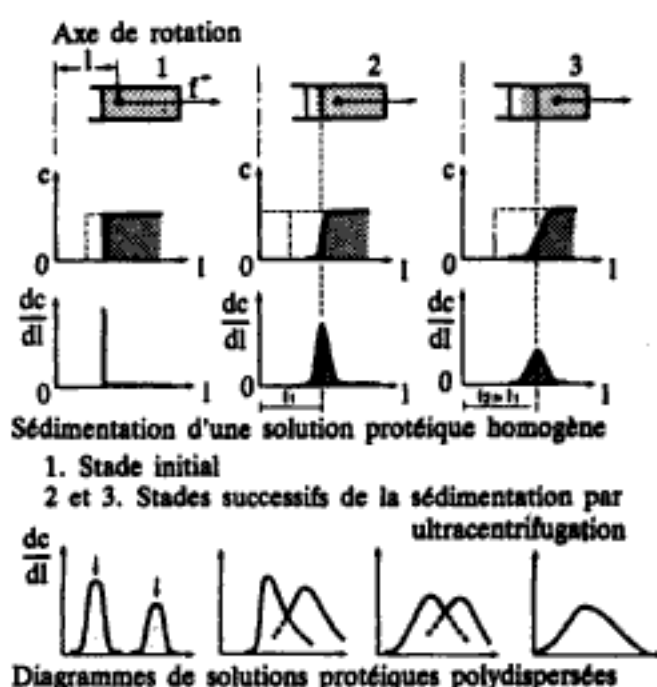 Axe de rotation
l 1 2 3
f
c c c
0 l 0 l 0 l
dc/dl dc/dl dc/dl
0 l 0 l₁ l 0 l₂ » l₁ l
Sédimentation d'une solution protéique homogène
1. Stade initial
2 et 3. Stades successifs de la sédimentation par
ultracentrifugation
dc/dl
Diagrammes de solutions protéiques polydispersées